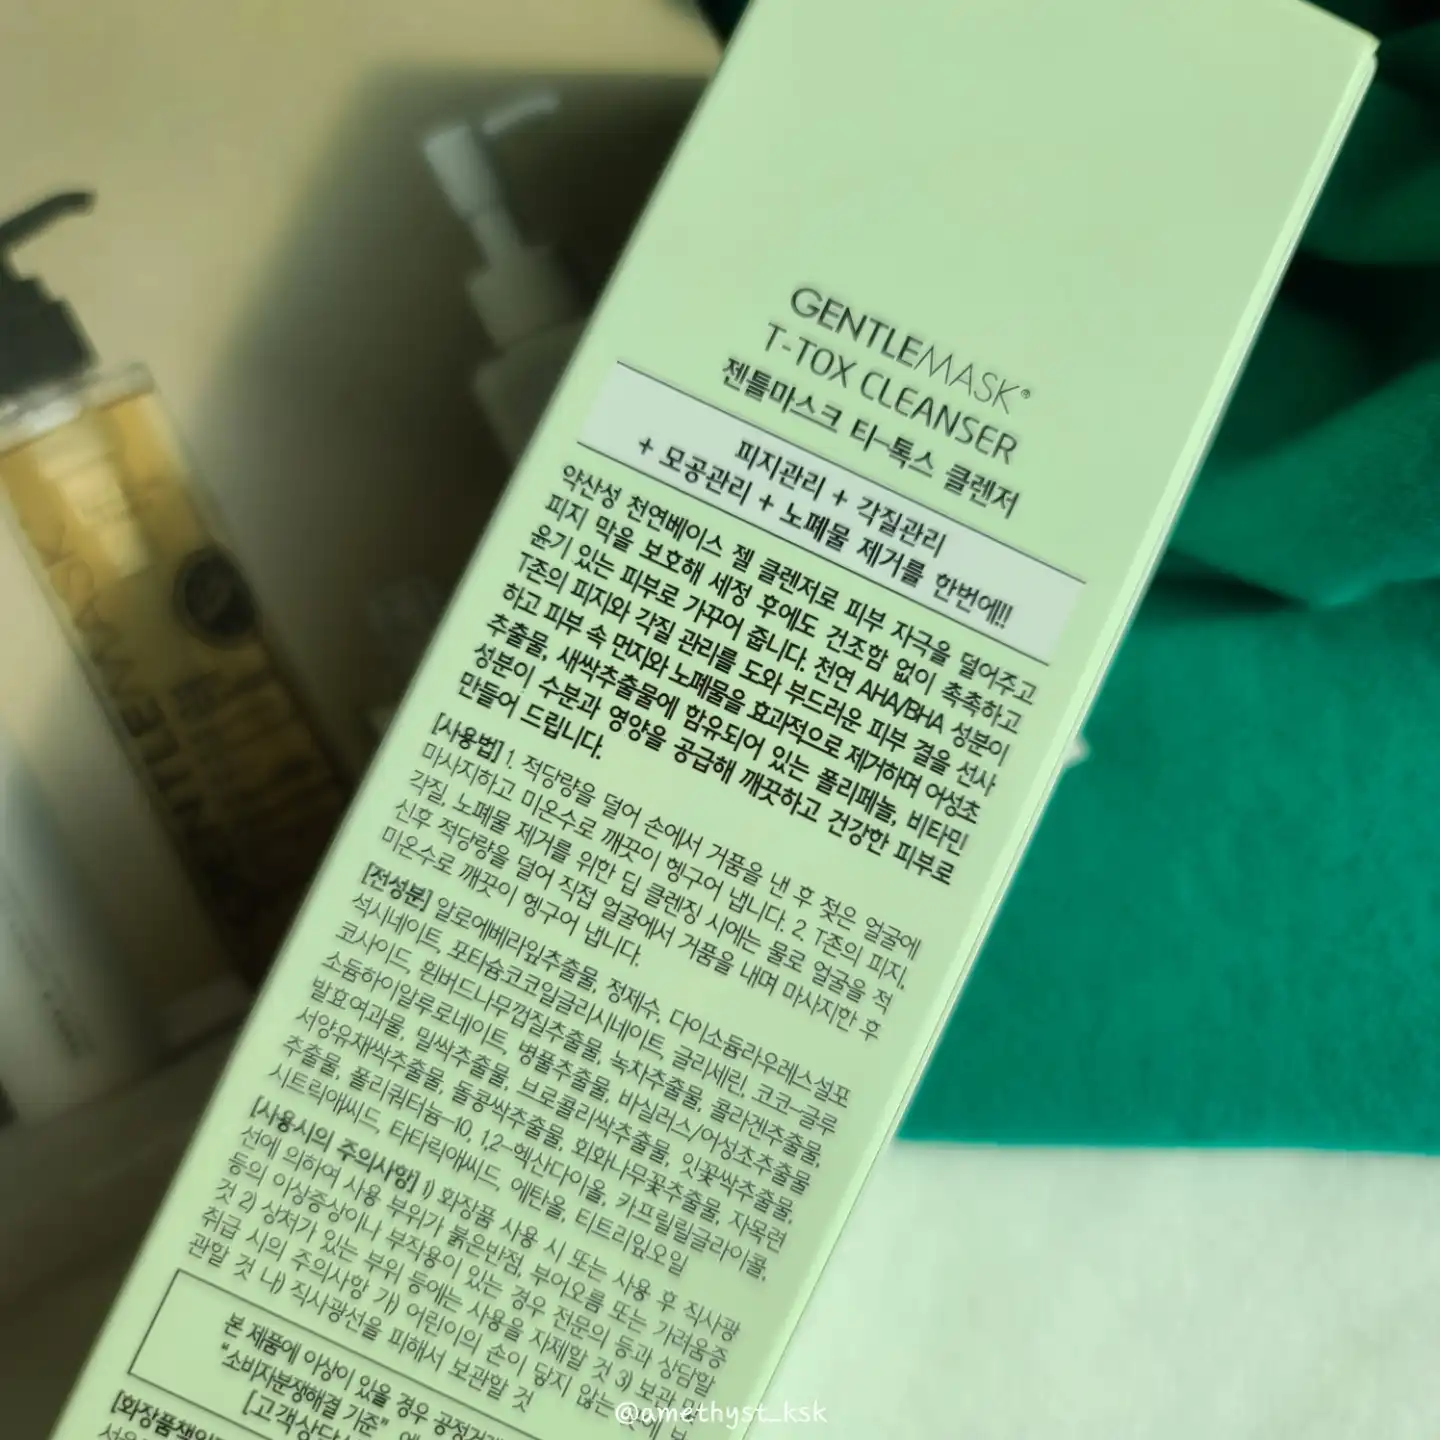 GENTLEMASK®
T-TOX CLEANSER
젠틀마스크 티-톡스 클렌저
피지관리 + 각질관리
+ 모공관리 + 노폐물 제거를 한번에!!
약산성 천연베이스 젤 클렌저로 피부 자극을 덜어주고
피지 막을 보호해 세정 후에도 건조함 없이 촉촉하고
윤기 있는 피부로 가꾸어 줍니다. 천연 AHA/BHA 성분이
T존의 피지와 각질 관리를 도와 부드러운 피부 결을 선사
하고 피부 속 먼지와 노폐물을 효과적으로 제거하며 어성초
추출물, 새싹추출물에 함유되어 있는 폴리페놀, 비타민
성분이 수분과 영양을 공급해 깨끗하고 건강한 피부로
만들어 드립니다.
[사용법] 1. 적당량을 덜어 손에서 거품을 낸 후 젖은 얼굴에
마사지하고 미온수로 깨끗이 헹구어 냅니다. 2. T존의 피지,
각질, 노폐물 제거를 위한 딥 클렌징 시에는 물로 얼굴을 적
신후 적당량을 덜어 직접 얼굴에서 거품을 내며 마사지한 후
미온수로 깨끗이 헹구어 냅니다.
[전성분] 알로에베라잎추출물, 정제수, 다이소듐라우레스설포
석시네이트, 포타슘코코일글리시네이트, 글리세린, 코코-글루
코사이드, 흰버드나무껍질추출물, 녹차추출물, 콜라겐추출물,
소듐하이알루로네이트, 병풀추출물, 바실러스/어성초추출물
발효여과물, 밀싹추출물, 브로콜리싹추출물, 잇꽃싹추출물,
서양유채싹추출물, 돌콩싹추출물, 회화나무꽃추출물, 자목련
추출물, 폴리쿼터늄-10, 1,2-헥산다이올, 카프릴릴글라이콜,
시트릭애씨드, 타타릭애씨드, 에탄올, 티트리잎오일
[사용시의 주의사항] 1) 화장품 사용 시 또는 사용 후 직사광
선에 의하여 사용 부위가 붉은반점, 부어오름 또는 가려움증
등의 이상증상이나 부작용이 있는 경우 전문의 등과 상담할
것 2) 상처가 있는 부위 등에는 사용을 자제할 것 3) 보관 및
취급 시의 주의사항 가) 어린이의 손이 닿지 않는 곳에 보
관할 것 나) 직사광선을 피해서 보관할 것
본 제품에 이상이 있을 경우 공정거래
"소비자분쟁해결 기준" 에
[고객상담
[화장품책임
@amethyst_ksk